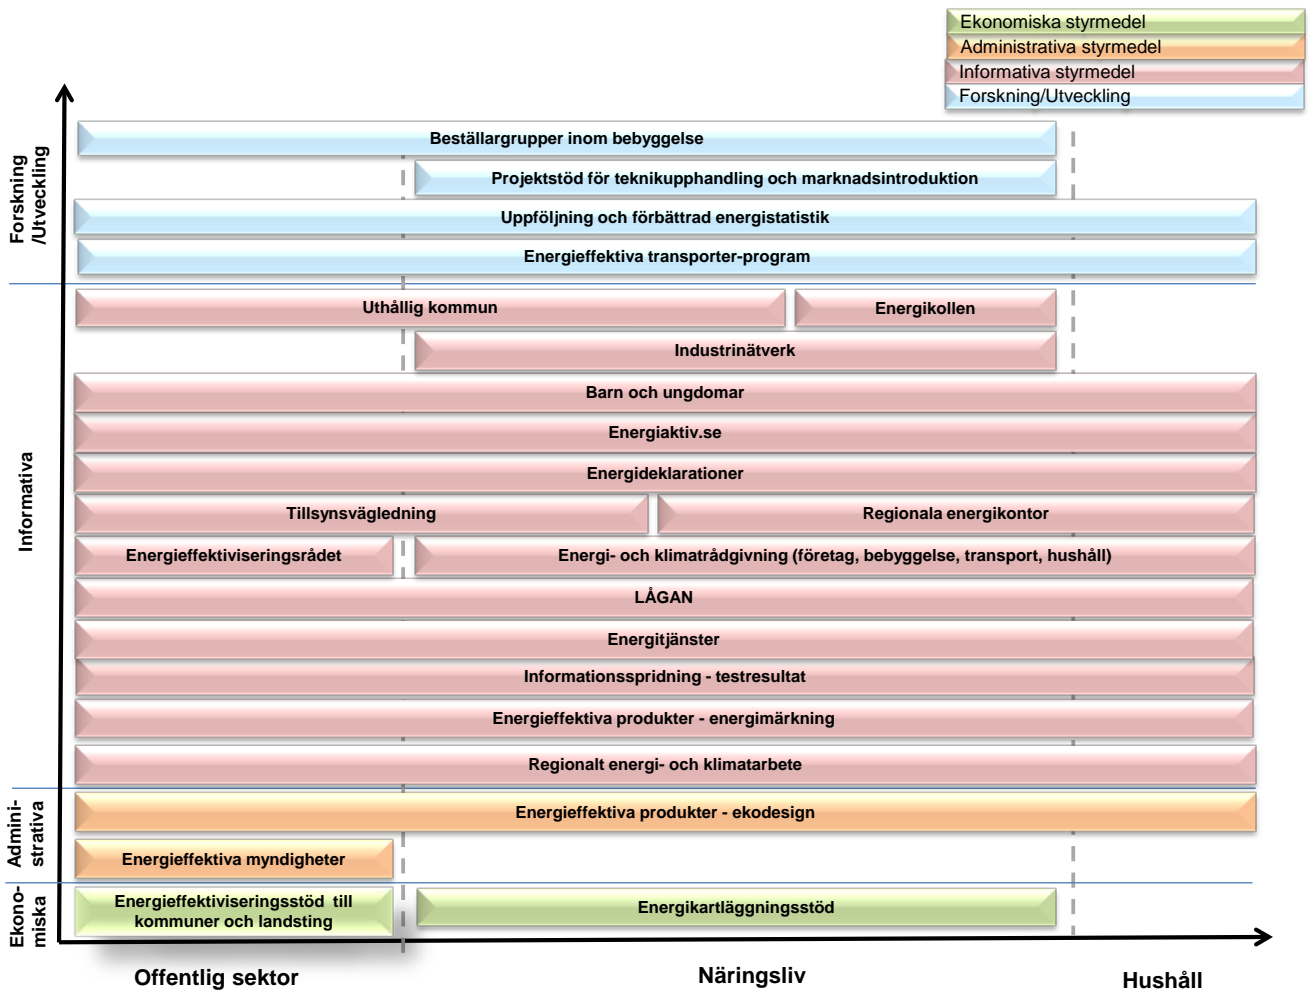 Ekonomiska styrmedel
Administrativa styrmedel
Informativa styrmedel
Forskning/Utveckling
Forskning
/Utveckling
Beställargrupper inom bebyggelse
Projektstöd för teknikupphandling och marknadsintroduktion
Uppföljning och förbättrad energistatistik
Energieffektiva transporter-program
Informativa
Uthållig kommun
Energikollen
Industrinätverk
Barn och ungdomar
Energiaktiv.se
Energideklarationer
Tillsynsvägledning
Regionala energikontor
Energieffektiviseringsrådet
Energi- och klimatrådgivning (företag, bebyggelse, transport, hushåll)
LÅGAN
Energitjänster
Informationsspridning - testresultat
Energieffektiva produkter - energimärkning
Regionalt energi- och klimatarbete
Admini-
strativa
Energieffektiva produkter - ekodesign
Energieffektiva myndigheter
Ekono-
miska
Energieffektiviseringsstöd till
kommuner och landsting
Energikartläggningsstöd
Offentlig sektor
Näringsliv
Hushåll